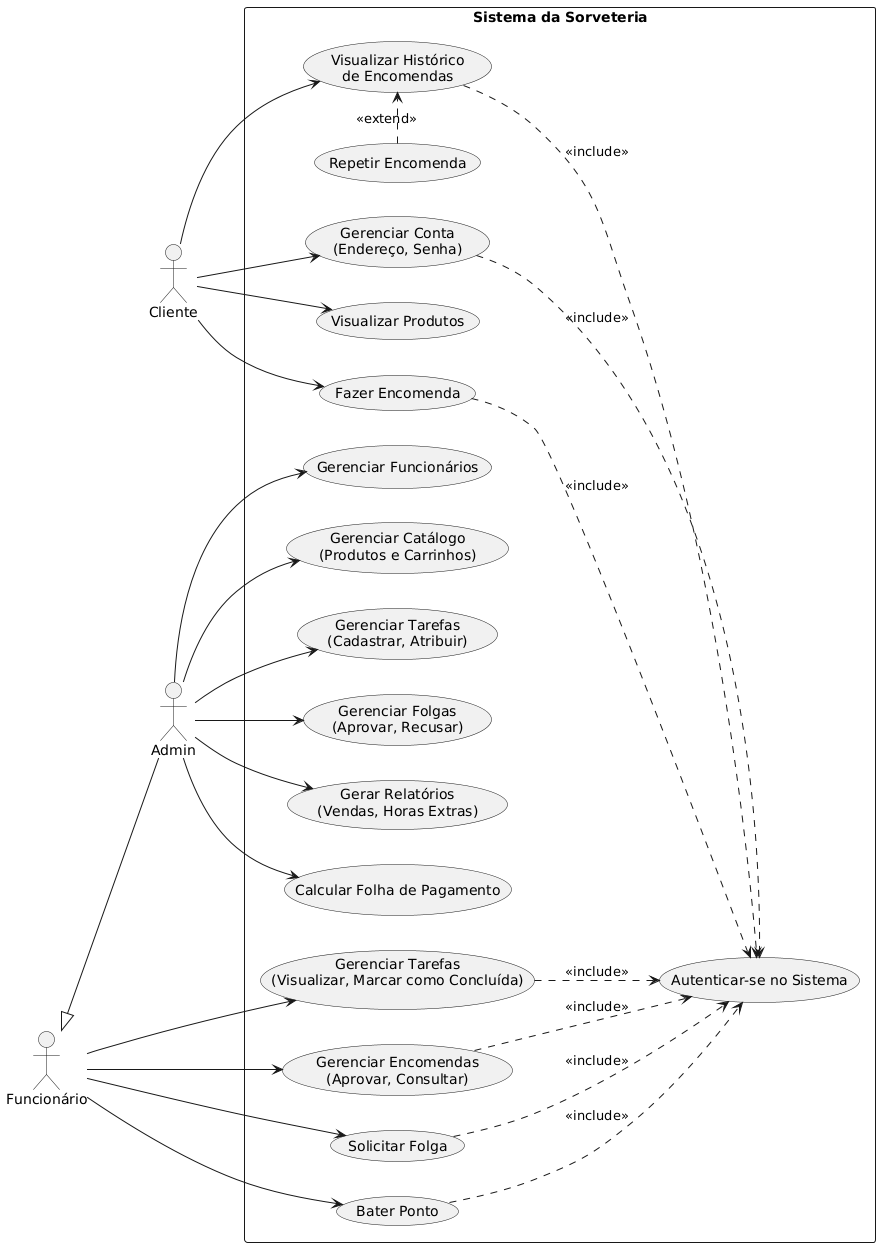 Sistema da Sorveteria
Visualizar Histórico
de Encomendas
«extend»
Repetir Encomenda
«include»
Gerenciar Conta
(Endereço, Senha)
Cliente
Visualizar Produtos
«include»
Fazer Encomenda
Gerenciar Funcionários
«include»
Gerenciar Catálogo
(Produtos e Carrinhos)
Gerenciar Tarefas
(Cadastrar, Atribuir)
Gerenciar Folgas
(Aprovar, Recusar)
Admin
Gerar Relatórios
(Vendas, Horas Extras)
Calcular Folha de Pagamento
Gerenciar Tarefas
(Visualizar, Marcar como Concluída)
«include»
Autenticar-se no Sistema
«include»
Gerenciar Encomendas
(Aprovar, Consultar)
«include»
Funcionário
Solicitar Folga
«include»
Bater Ponto